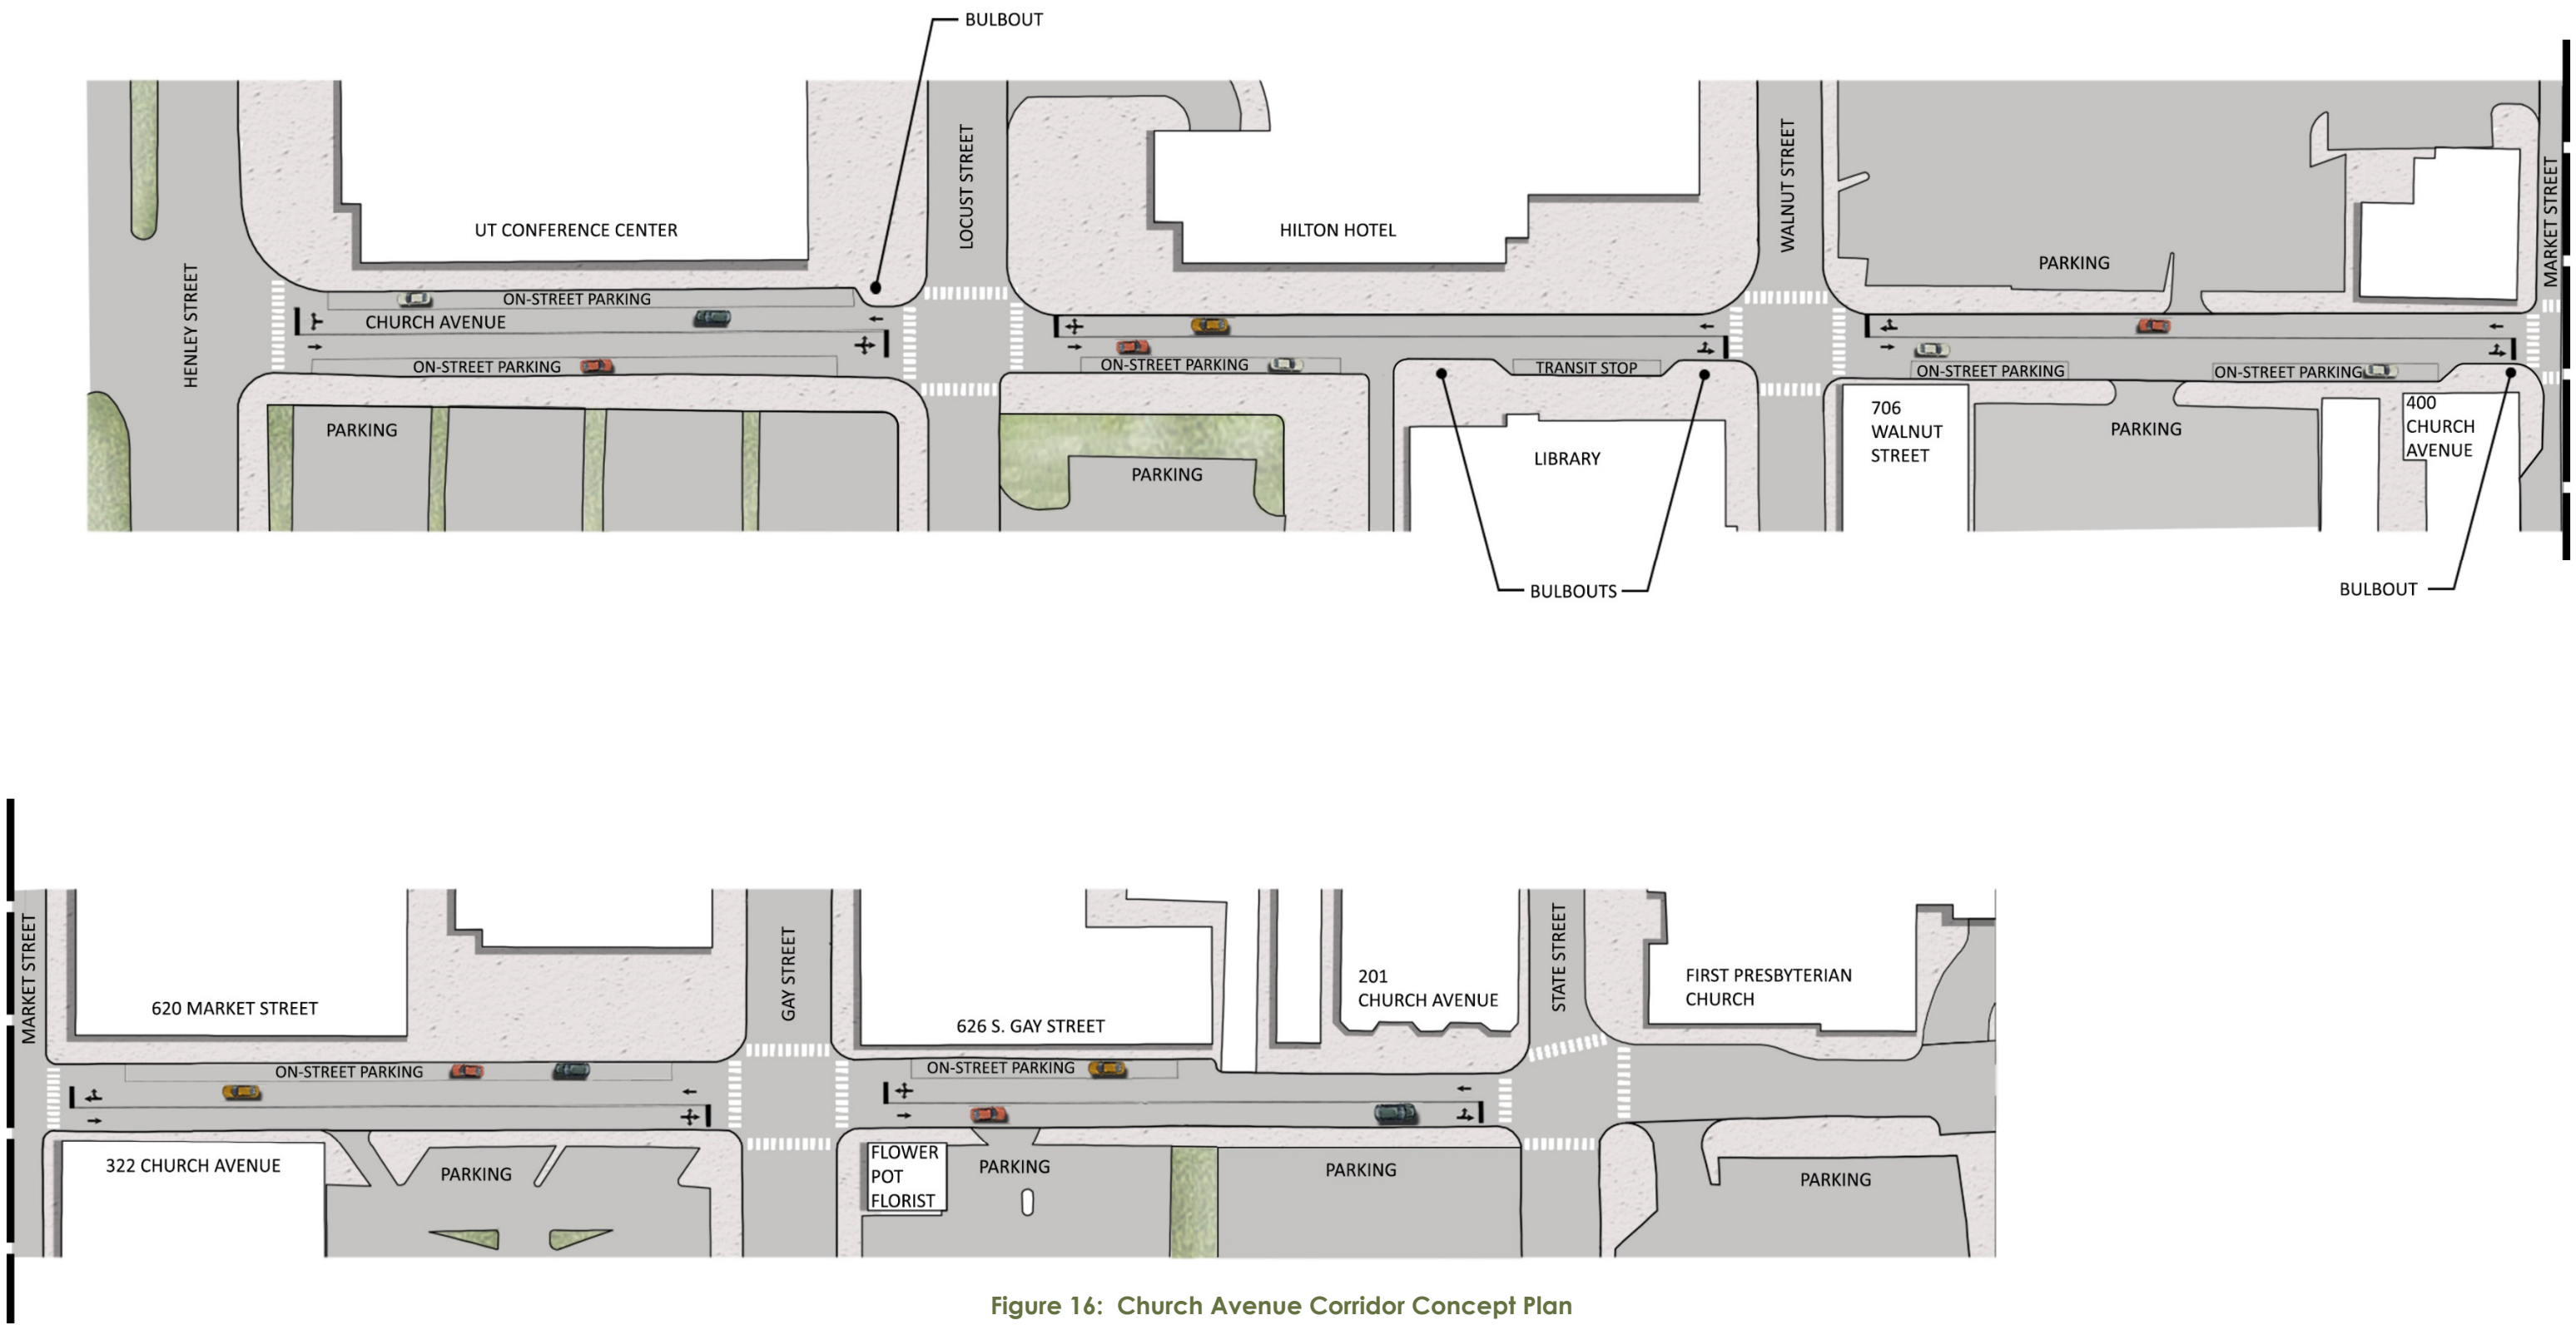 BULBOUT
HENLEY STREET
UT CONFERENCE CENTER
ON-STREET PARKING
CHURCH AVENUE
ON-STREET PARKING
PARKING
LOCUST STREET
HILTON HOTEL
ON-STREET PARKING
TRANSIT STOP
PARKING
LIBRARY
BULBOUTS
WALNUT STREET
PARKING
ON-STREET PARKING
ON-STREET PARKING
706
WALNUT
STREET
PARKING
400
CHURCH
AVENUE
MARKET STREET
BULBOUT
MARKET STREET
620 MARKET STREET
ON-STREET PARKING
322 CHURCH AVENUE
PARKING
GAY STREET
626 S. GAY STREET
ON-STREET PARKING
FLOWER
POT
FLORIST
PARKING
201
CHURCH AVENUE
PARKING
STATE STREET
FIRST PRESBYTERIAN
CHURCH
PARKING
Figure 16: Church Avenue Corridor Concept Plan